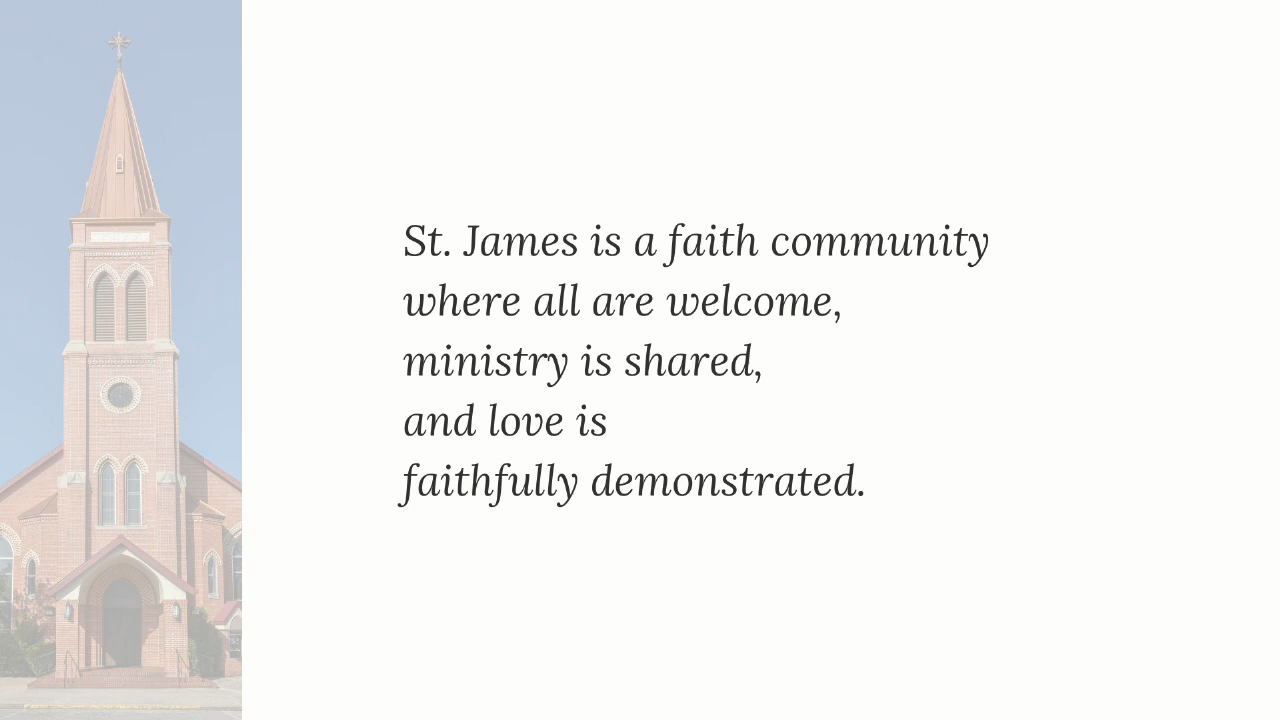 St. James is a faith community
where all are welcome,
ministry is shared,
and love is
faithfully demonstrated.